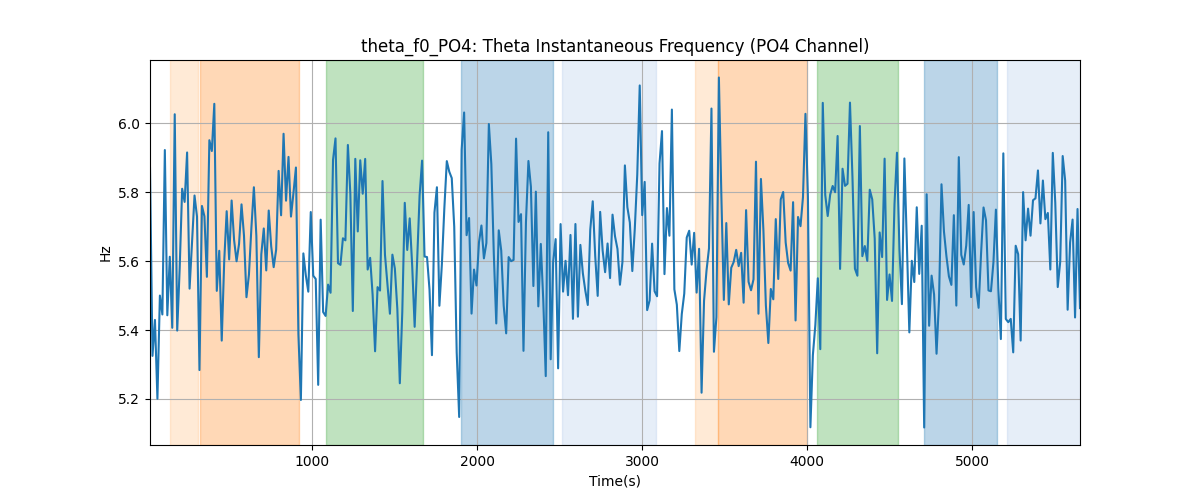 theta_f0_PO4: Theta Instantaneous Frequency (PO4 Channel)
Hz
6.0
5.8
5.6
5.4
5.2
1000 2000 3000 4000 5000
Time(s)